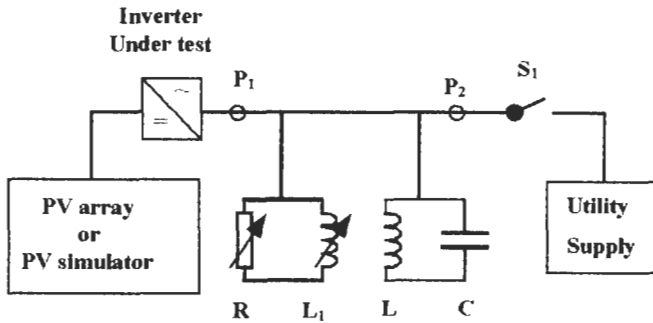 Inverter
Under test
P1
P2
S1
~
=
PV array
or
PV simulator
Utility
Supply
R
L1
L
C